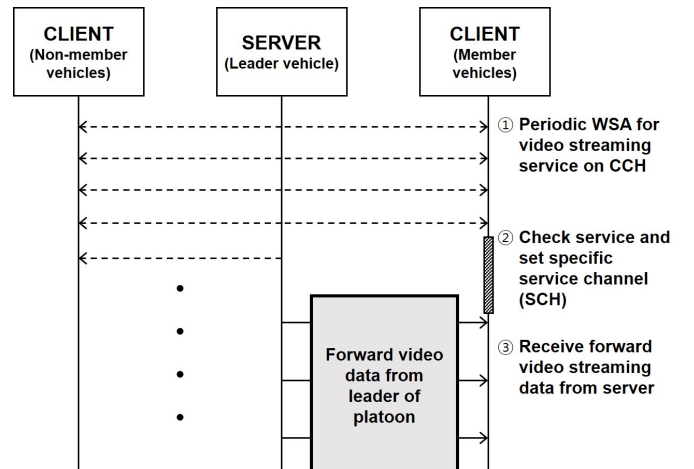 CLIENT
(Non-member
vehicles)
SERVER
(Leader vehicle)
CLIENT
(Member
vehicles)
① Periodic WSA for
video streaming
service on CCH
② Check service and
set specific
service channel
(SCH)
Forward video
data from
leader of
platoon
③ Receive forward
video streaming
data from server